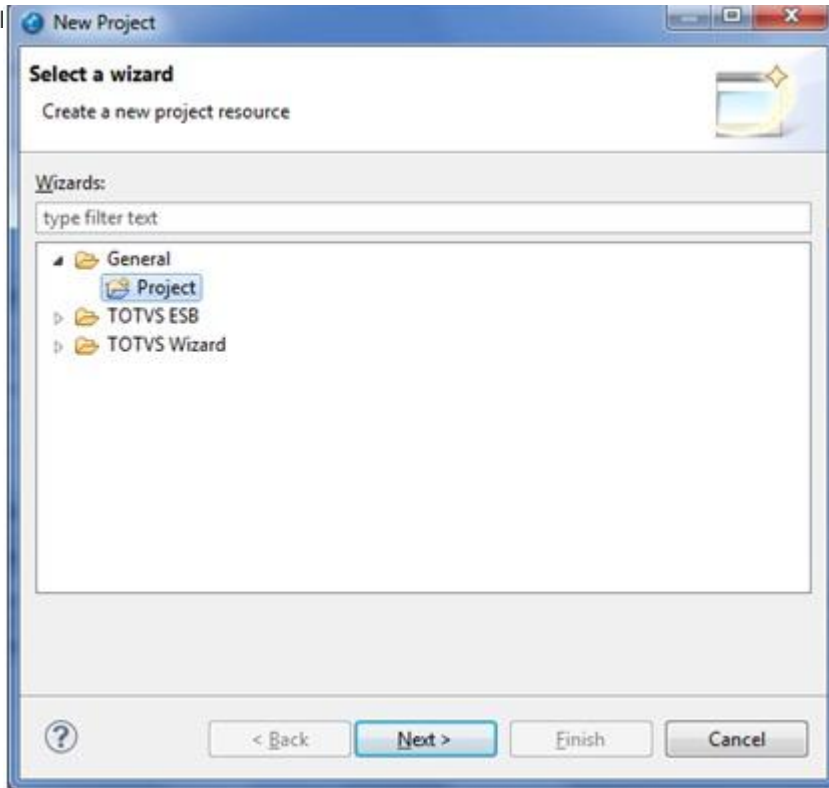 New Project
Select a wizard
Create a new project resource
Wizards:
type filter text
General
Project
TOTVS ESB
TOTVS Wizard
? < Back Next > Finish Cancel